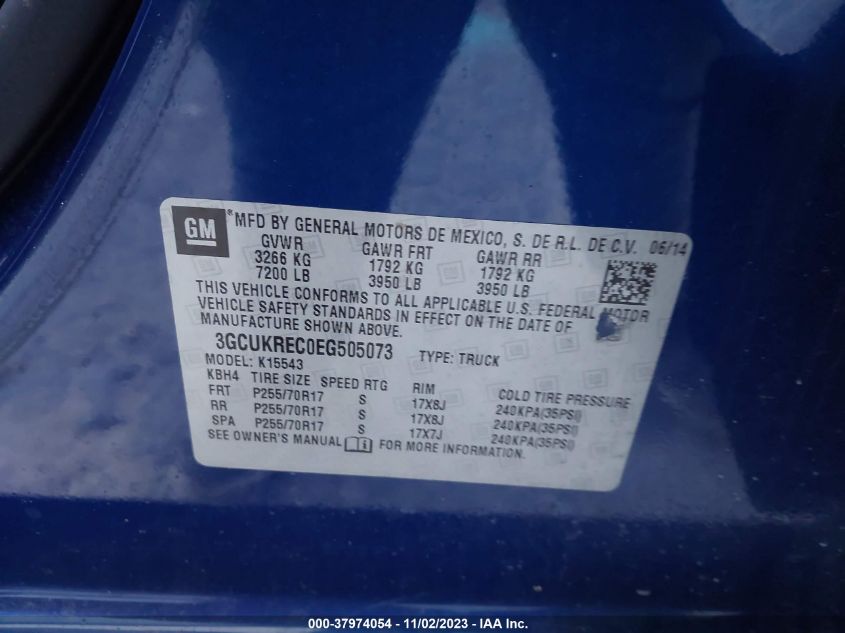 GM ® MFD BY GENERAL MOTORS DE MEXICO, S. DE R.L. DE C.V. 06/14
GVWR GAWR FRT GAWR RR
3266 KG 1792 KG 1792 KG
7200 LB 3950 LB 3950 LB
THIS VEHICLE CONFORMS TO ALL APPLICABLE U.S. FEDERAL MOTOR
VEHICLE SAFETY STANDARDS IN EFFECT ON THE DATE OF
MANUFACTURE SHOWN ABOVE.
3GCUKREC0EG505073 TYPE: TRUCK
MODEL: K15543
KBH4 TIRE SIZE SPEED RTG RIM COLD TIRE PRESSURE
FRT P255/70R17 S 17X8J 240KPA(35PSI)
RR P255/70R17 S 17X8J 240KPA(35PSI)
SPA P255/70R17 S 17X7J 240KPA(35PSI)
SEE OWNER'S MANUAL FOR MORE INFORMATION.
000-37974054 - 11/02/2023 - IAA Inc.